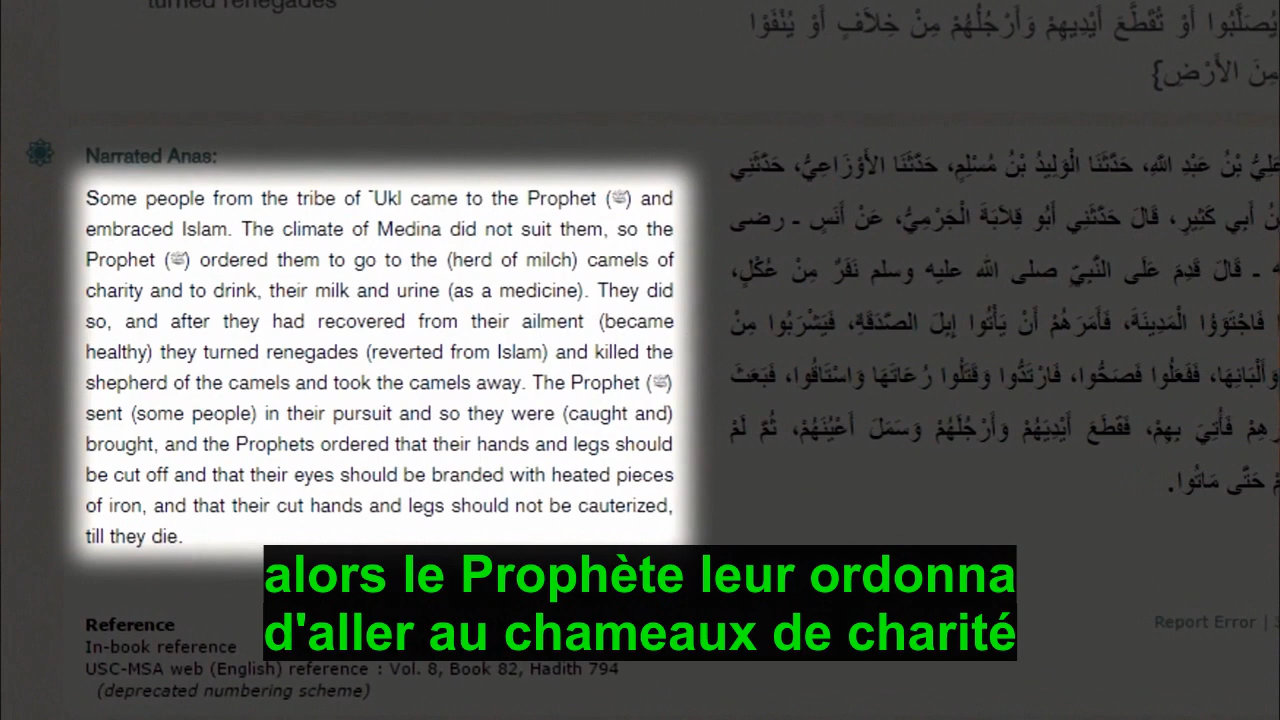 turned renegades
يُصَلَّبُوا أَوْ تُقَطَّعَ أَيْدِيهِمْ وَأَرْجُلُهُمْ مِنْ خِلاَفٍ أَوْ يُنْفَوْا
مِنَ الأَرْضِ}
Narrated Anas:
Some people from the tribe of `Ukl came to the Prophet (ﷺ) and
embraced Islam. The climate of Medina did not suit them, so the
Prophet (ﷺ) ordered them to go to the (herd of milch) camels of
charity and to drink, their milk and urine (as a medicine). They did
so, and after they had recovered from their ailment (became
healthy) they turned renegades (reverted from Islam) and killed the
shepherd of the camels and took the camels away. The Prophet (ﷺ)
sent (some people) in their pursuit and so they were (caught and)
brought, and the Prophets ordered that their hands and legs should
be cut off and that their eyes should be branded with heated pieces
of iron, and that their cut hands and legs should not be cauterized,
till they die.
بْنُ عَبْدِ اللَّهِ، حَدَّثَنَا الْوَلِيدُ بْنُ مُسْلِمٍ، حَدَّثَنَا الأَوْزَاعِيُّ، حَدَّثَنِي
أَبِي كَثِيرٍ، قَالَ حَدَّثَنِي أَبُو قِلاَبَةَ الْجَرْمِيُّ، عَنْ أَنَسٍ ـ رضى
ـ قَالَ قَدِمَ عَلَى النَّبِيِّ صلى الله عليه وسلم نَفَرٌ مِنْ عُكْلٍ،
فَاجْتَوَوُا الْمَدِينَةَ، فَأَمَرَهُمْ أَنْ يَأْتُوا إِبِلَ الصَّدَقَةِ، فَيَشْرَبُوا مِنْ
وَأَلْبَانِهَا، فَفَعَلُوا فَصَحُّوا، فَارْتَدُّوا وَقَتَلُوا رُعَاتَهَا وَاسْتَاقُوا، فَبَعَثَ
فَأُتِيَ بِهِمْ، فَقَطَعَ أَيْدِيَهُمْ وَأَرْجُلَهُمْ وَسَمَلَ أَعْيُنَهُمْ، ثُمَّ لَمْ
حَتَّى مَاتُوا.
alors le Prophète leur ordonna
d'aller au chameaux de charité
Reference
In-book reference
USC-MSA web (English) reference : Vol. 8, Book 82, Hadith 794
(deprecated numbering scheme)
Report Error |